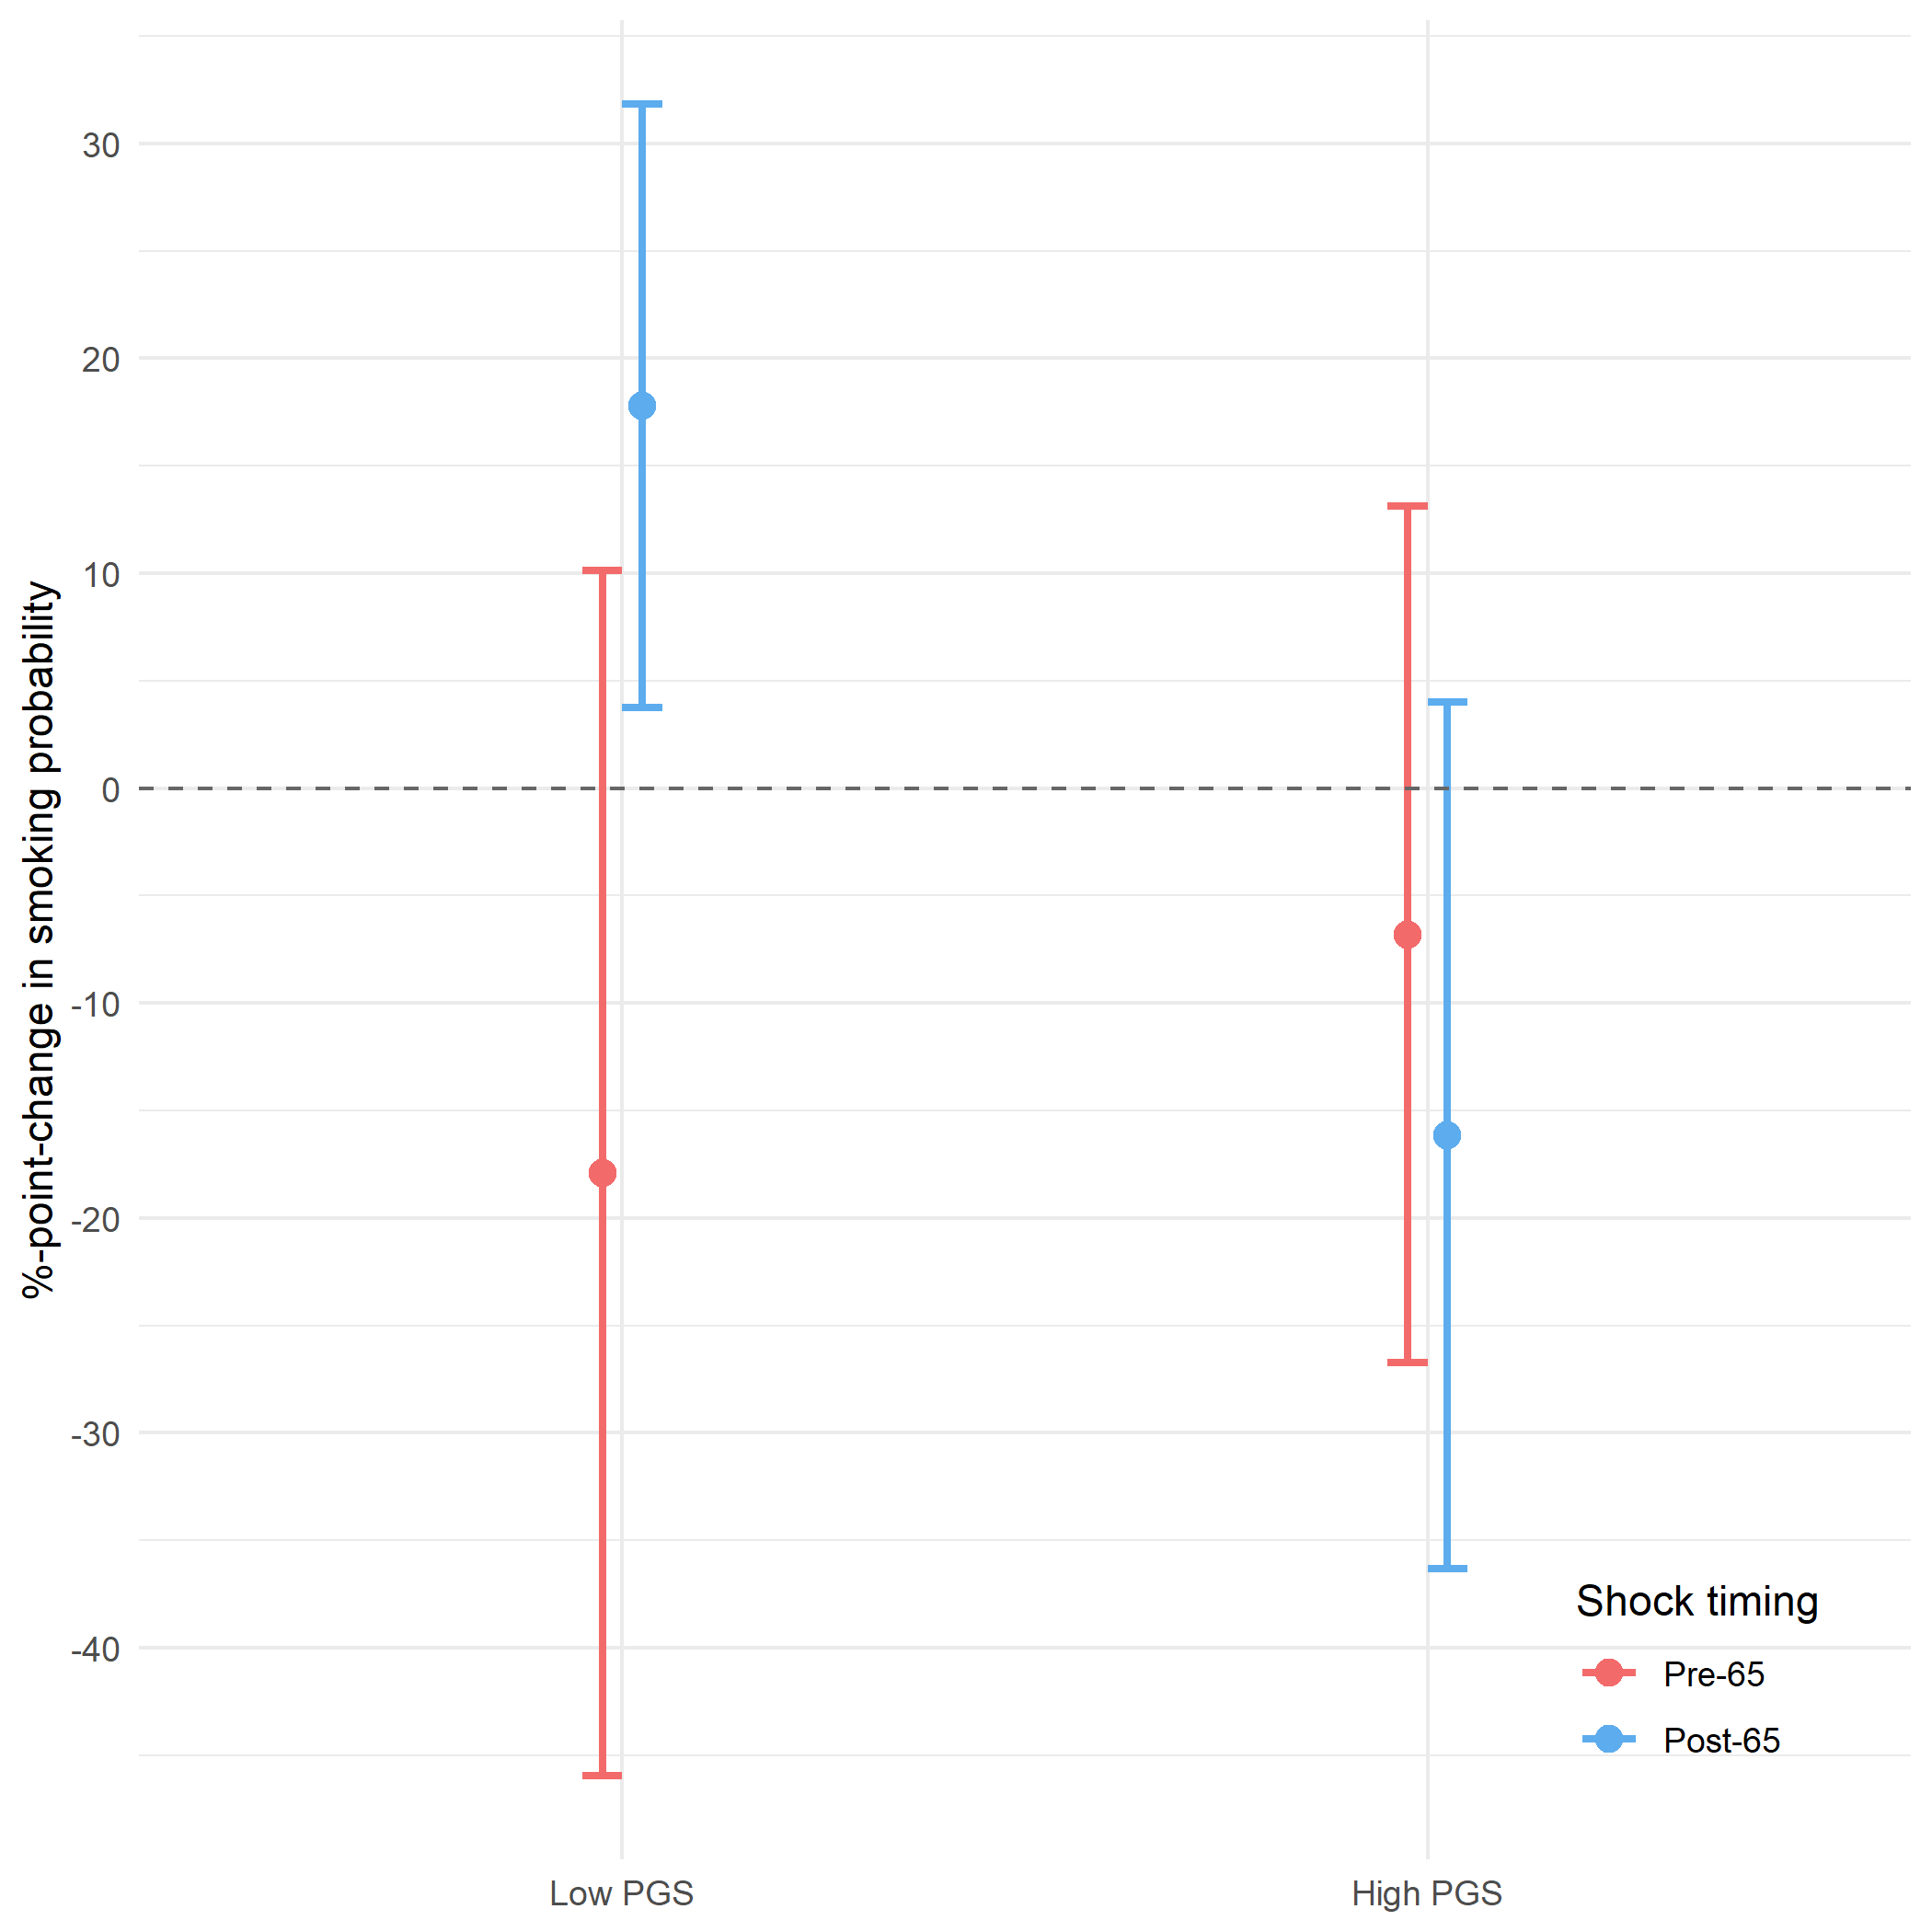 %-point-change in smoking probability
30
20
10
0
-10
-20
-30
-40
Low PGS
High PGS
Shock timing
Pre-65
Post-65